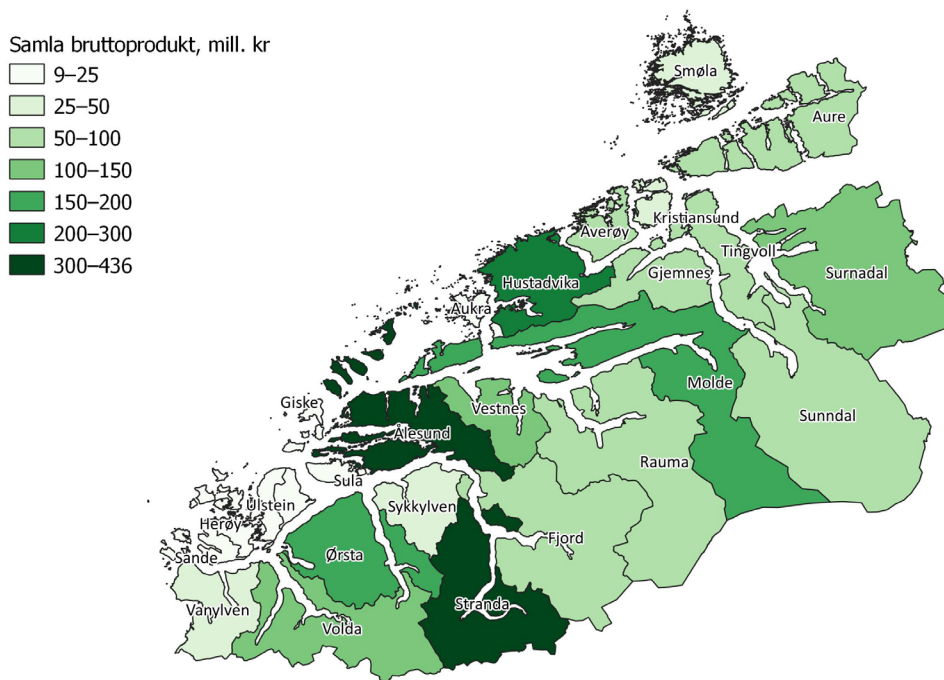 Samla bruttoprodukt, mill. kr
9–25
25–50
50–100
100–150
150–200
200–300
300–436
Smøla
Aure
Kristiansund
Averøy
Tingvoll
Gjemnes
Surnadal
Hustadvika
Aukra
Molde
Giske
Vestnes
Sunndal
Ålesund
Rauma
Sula
Sykkylven
Ulstein
Herøy
Fjord
Sande
Ørsta
Stranda
Vanylven
Volda